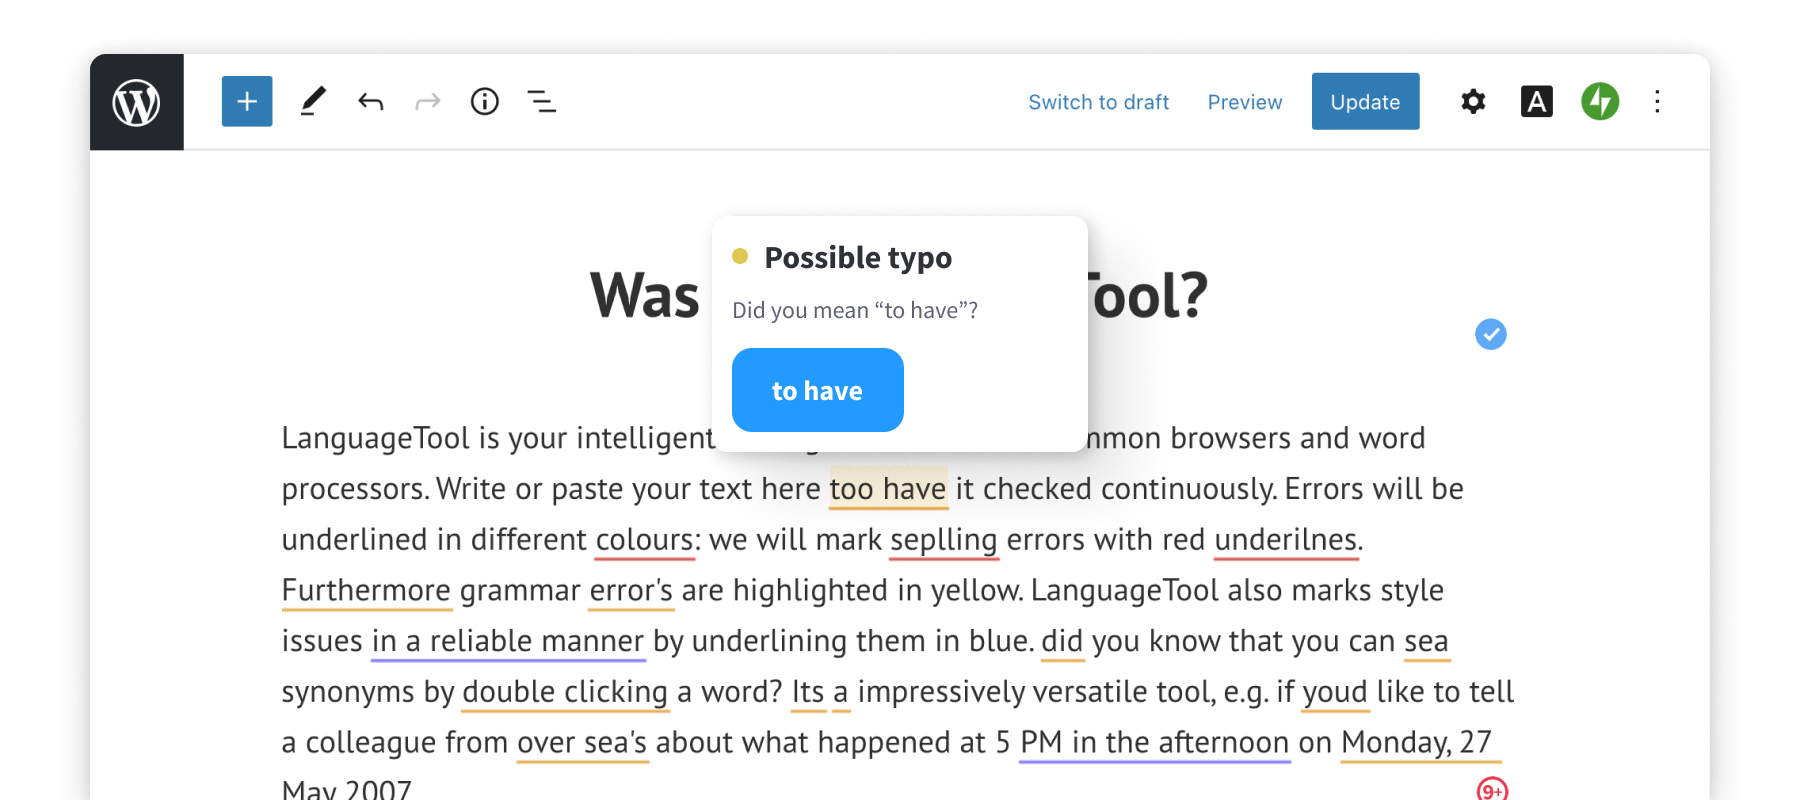 Switch to draft Preview Update A
Possible typo
Was Tool?
Did you mean “to have”?
to have
LanguageTool is your intelligent browsers and word
processors. Write or paste your text here too have it checked continuously. Errors will be
underlined in different colours: we will mark seplling errors with red underilnes.
Furthermore grammar error's are highlighted in yellow. LanguageTool also marks style
issues in a reliable manner by underlining them in blue. did you know that you can sea
synonyms by double clicking a word? Its a impressively versatile tool, e.g. if youd like to tell
a colleague from over sea's about what happened at 5 PM in the afternoon on Monday, 27
May 2007
9+